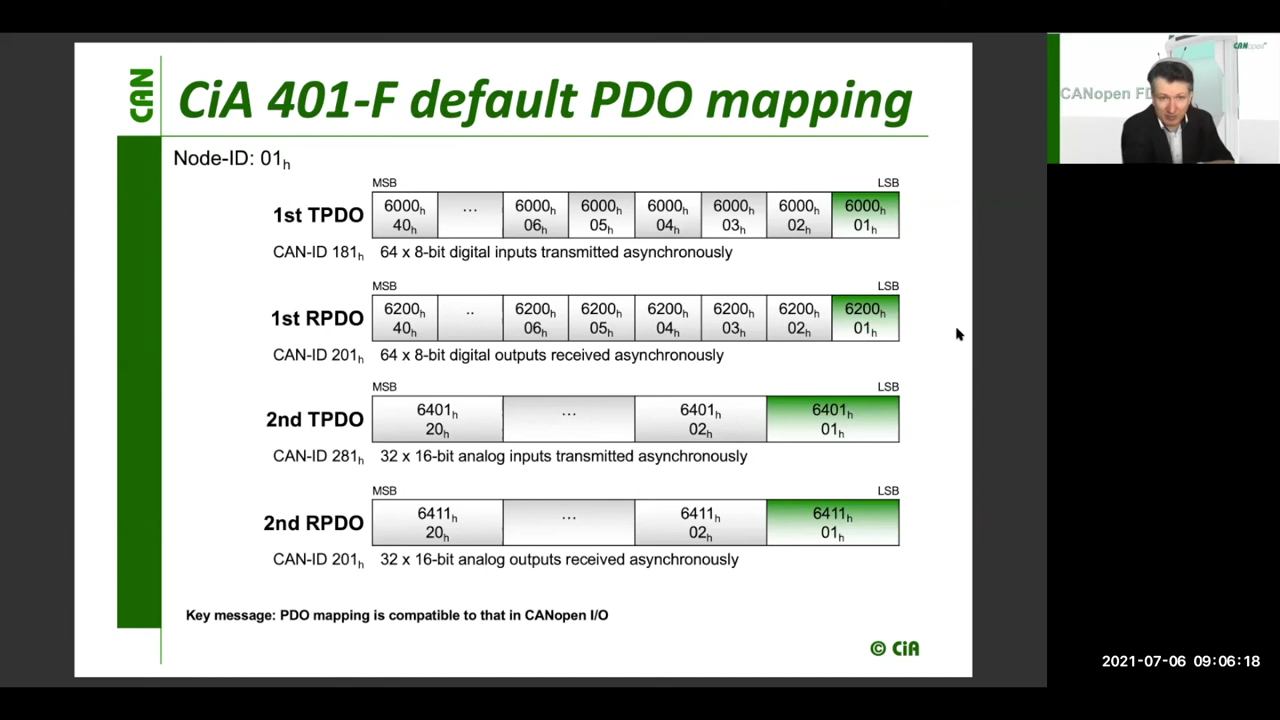 CAN
CiA 401-F default PDO mapping
Node-ID: 01h
MSB LSB
1st TPDO
6000h ... 6000h 6000h 6000h 6000h 6000h 6000h
40h 06h 05h 04h 03h 02h 01h
CAN-ID 181h 64 x 8-bit digital inputs transmitted asynchronously
MSB LSB
1st RPDO
6200h .. 6200h 6200h 6200h 6200h 6200h 6200h
40h 06h 05h 04h 03h 02h 01h
CAN-ID 201h 64 x 8-bit digital outputs received asynchronously
MSB LSB
2nd TPDO
6401h ... 6401h 6401h
20h 02h 01h
CAN-ID 281h 32 x 16-bit analog inputs transmitted asynchronously
MSB LSB
2nd RPDO
6411h ... 6411h 6411h
20h 02h 01h
CAN-ID 201h 32 x 16-bit analog outputs received asynchronously
Key message: PDO mapping is compatible to that in CANopen I/O
© CiA
CANopen
CANopen FD
2021-07-06 09:06:18